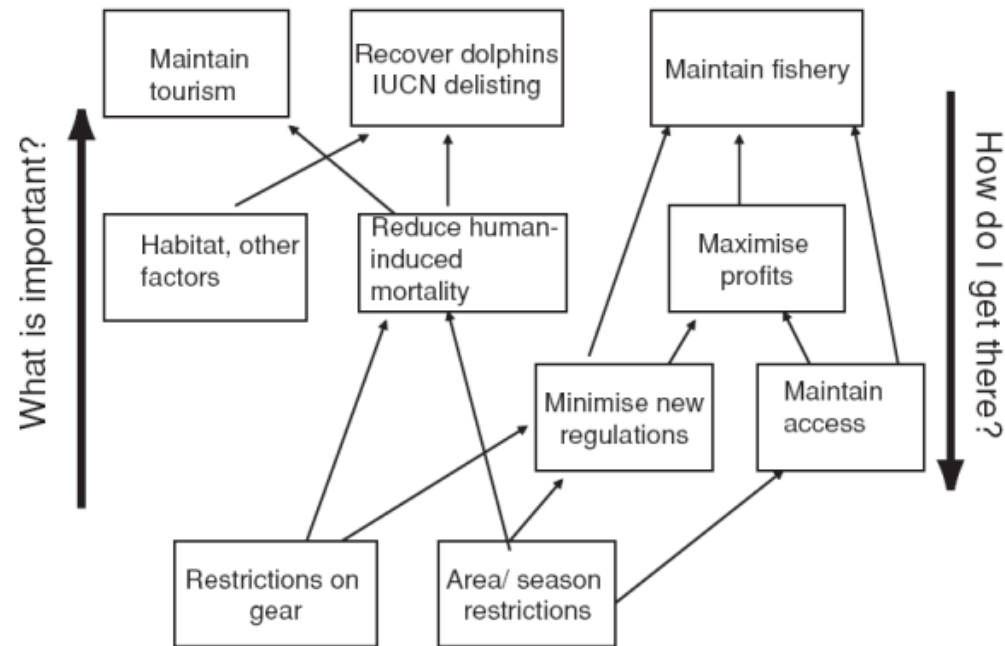 Maintain
tourism
Recover dolphins
IUCN delisting
Maintain fishery
What is important?
How do I get there?
Habitat, other
factors
Reduce human-
induced
mortality
Maximise
profits
Minimise new
regulations
Maintain
access
Restrictions on
gear
Area/ season
restrictions